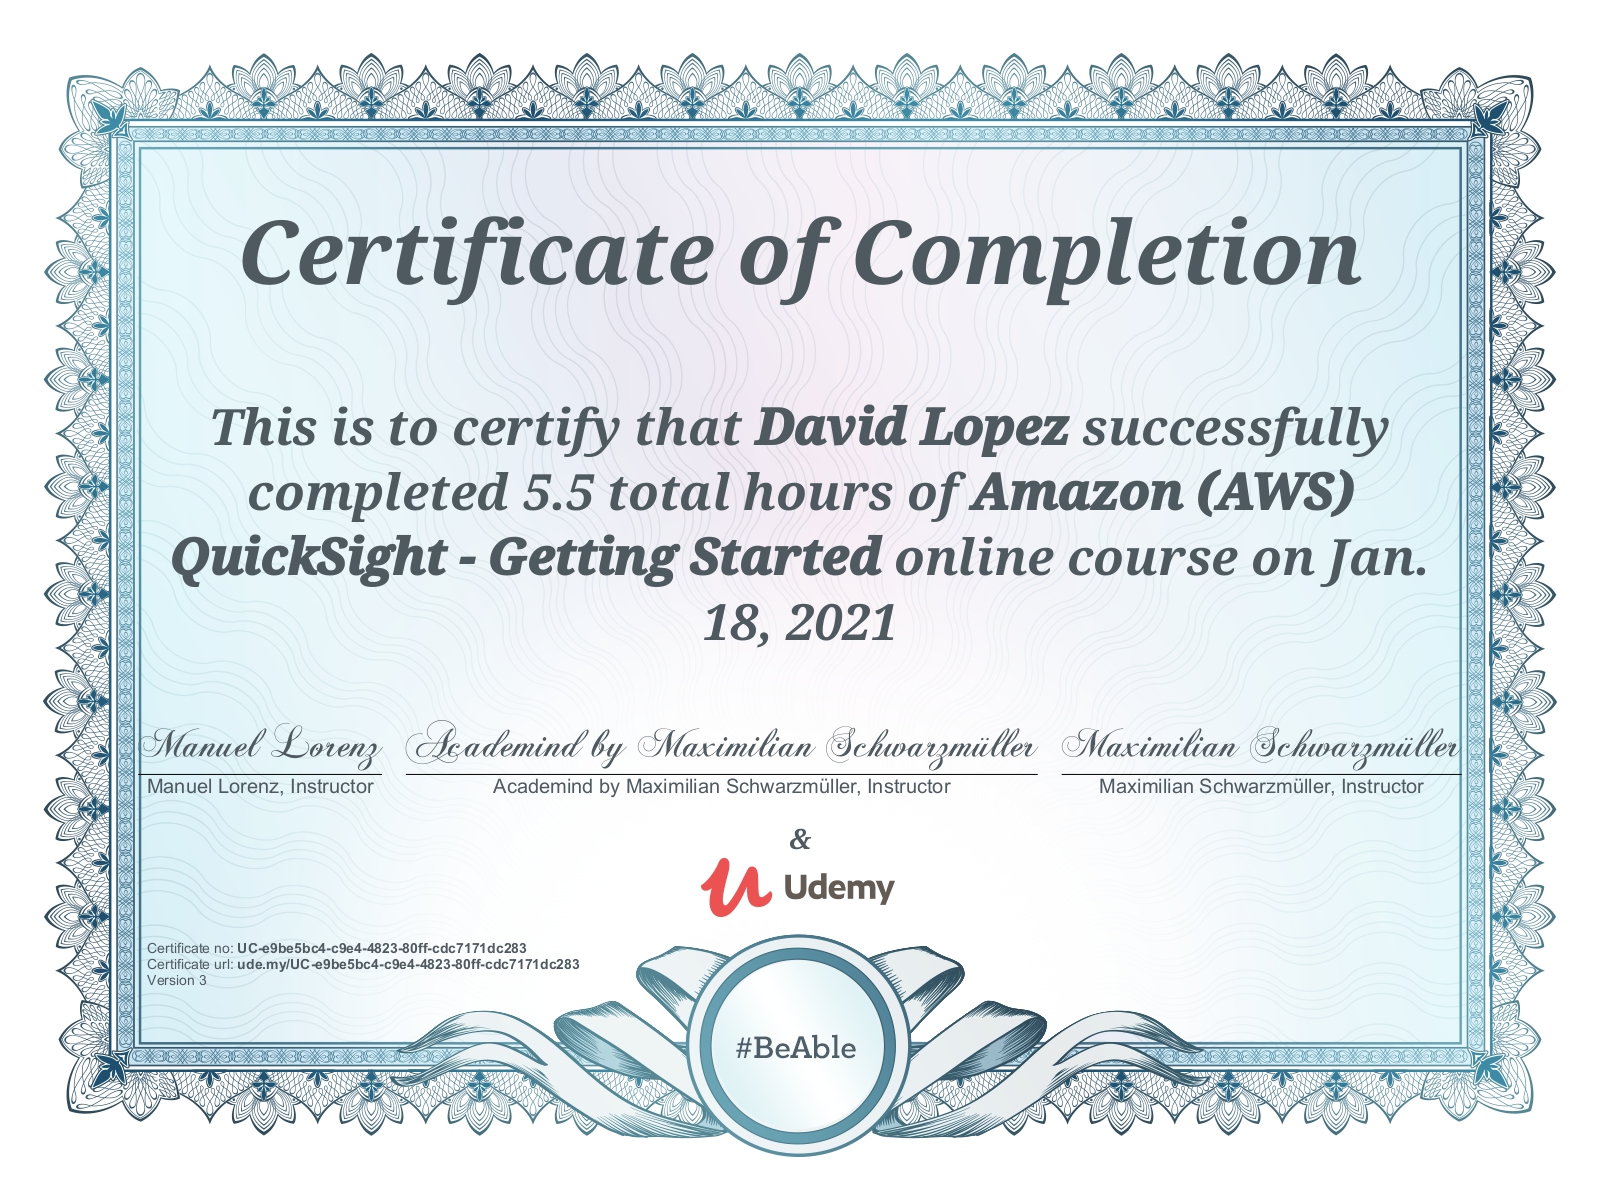 Certificate of Completion
This is to certify that David Lopez successfully
completed 5.5 total hours of Amazon (AWS)
QuickSight - Getting Started online course on Jan.
18, 2021
Manuel Lorenz Academind by Maximilian Schwarzmüller Maximilian Schwarzmüller
Manuel Lorenz, Instructor Academind by Maximilian Schwarzmüller, Instructor Maximilian Schwarzmüller, Instructor
&
Udemy
Certificate no: UC-e9be5bc4-c9e4-4823-80ff-cdc7171dc283
Certificate url: ude.my/UC-e9be5bc4-c9e4-4823-80ff-cdc7171dc283
Version 3
#BeAble